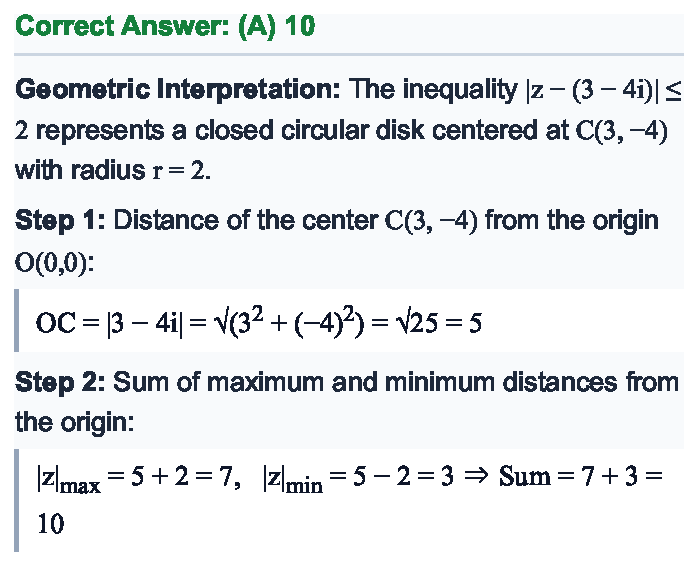 Correct Answer: (A) 10
Geometric Interpretation: The inequality |z − (3 − 4i)| ≤
2 represents a closed circular disk centered at C(3, −4)
with radius r = 2.
Step 1: Distance of the center C(3, −4) from the origin
O(0,0):
OC = |3 − 4i| = √(3² + (−4)²) = √25 = 5
Step 2: Sum of maximum and minimum distances from
the origin:
|z|max = 5 + 2 = 7, |z|min = 5 − 2 = 3 ⇒ Sum = 7 + 3 =
10